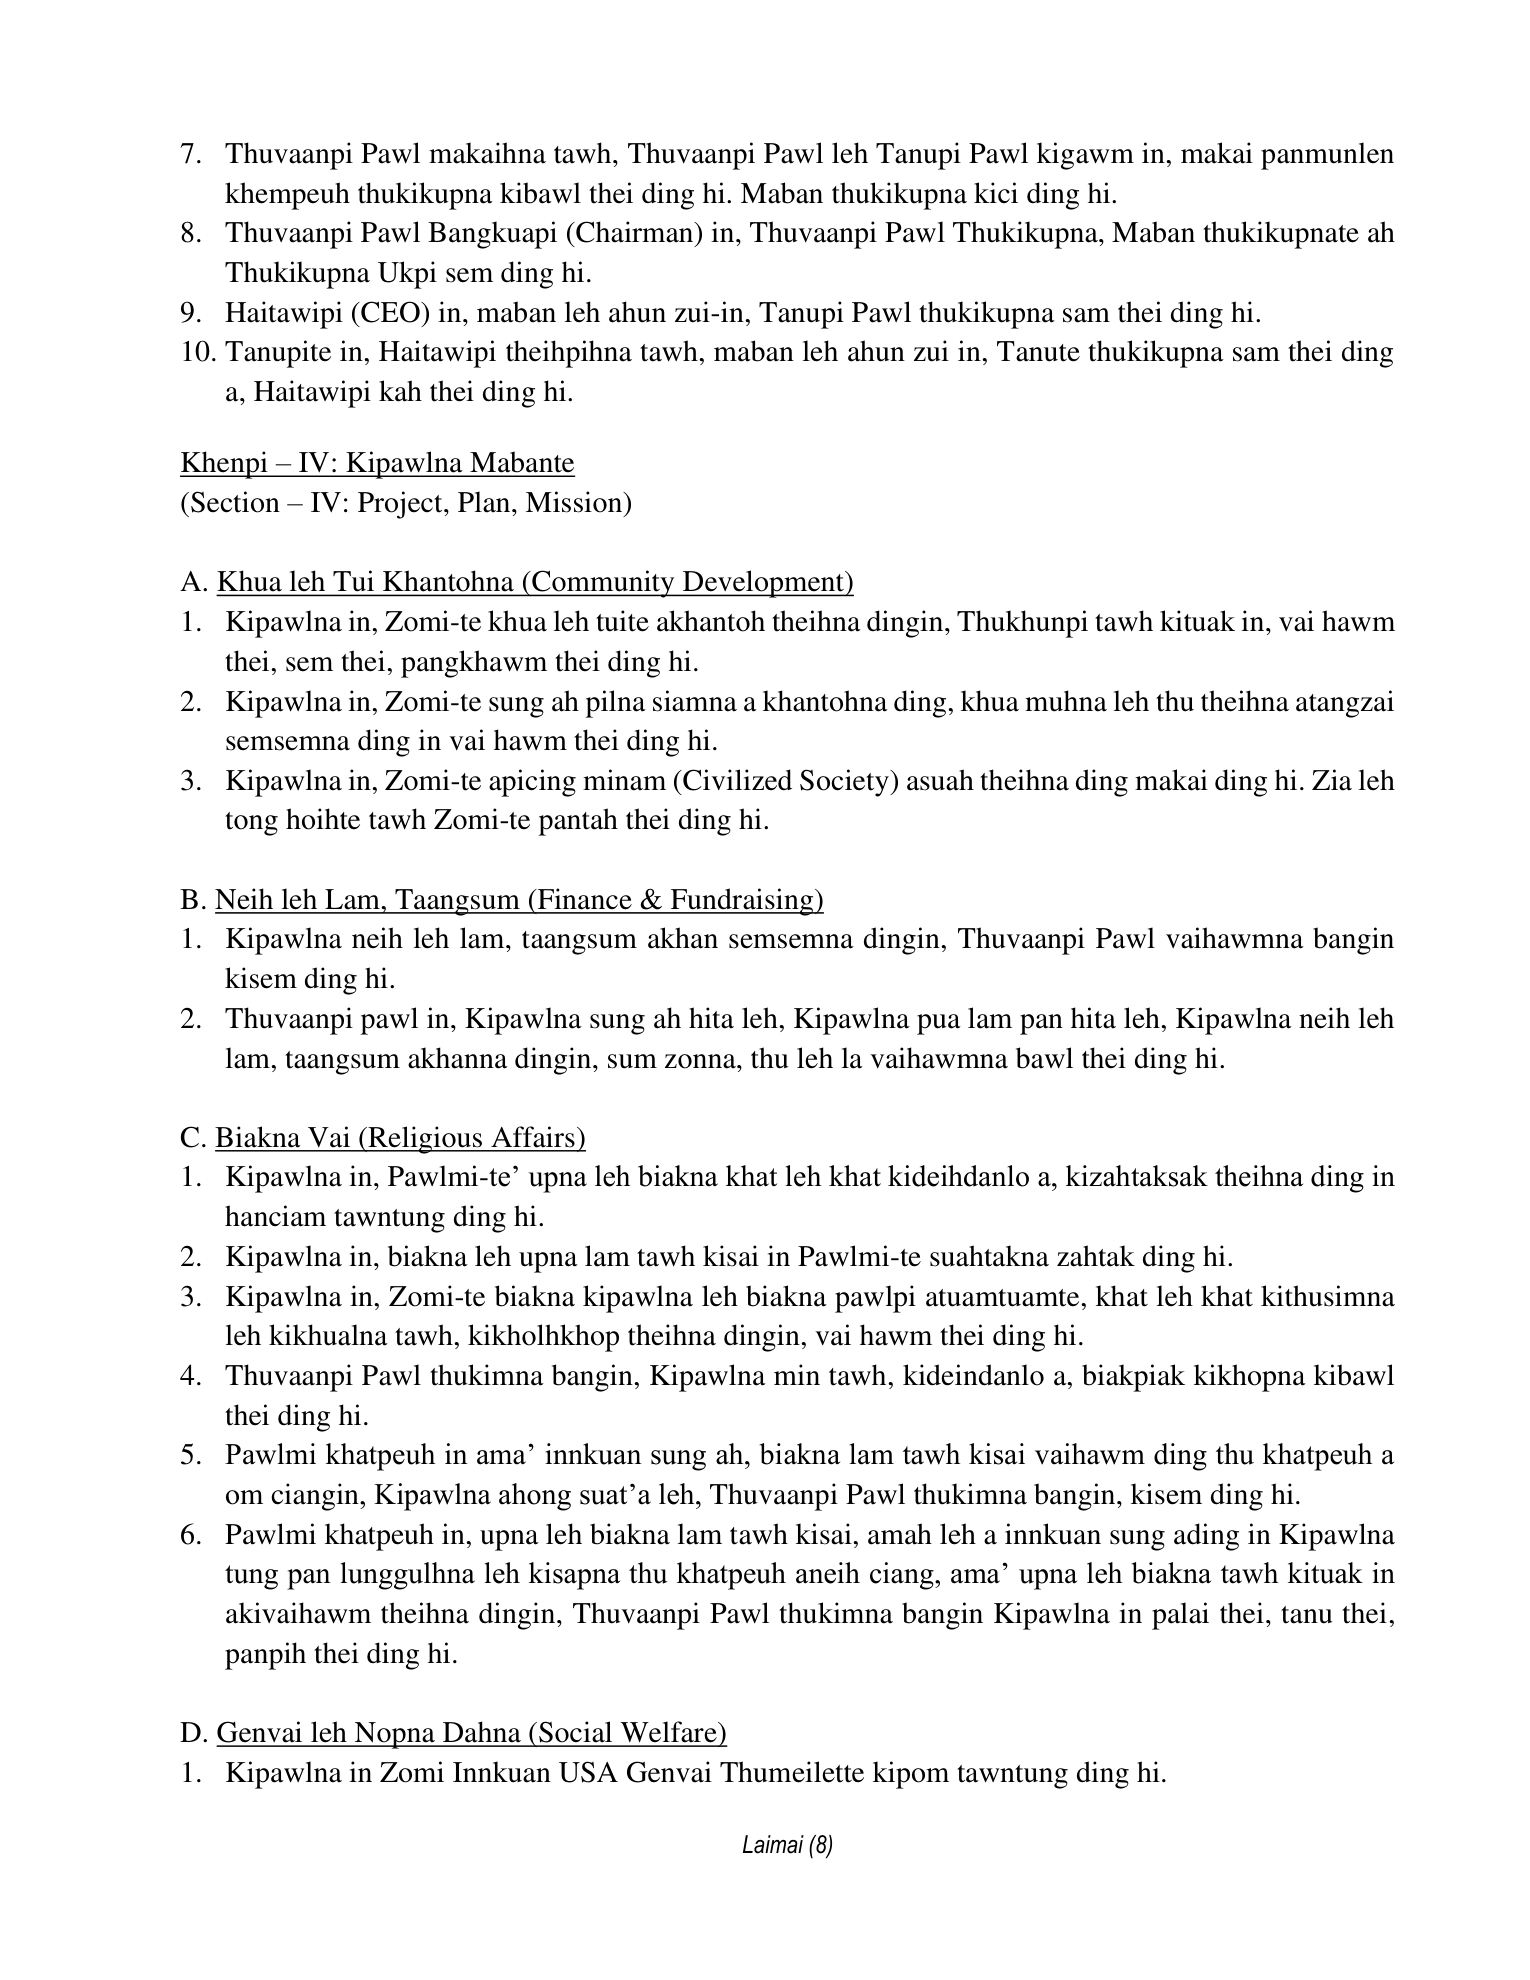 7. Thuvaanpi Pawl makaihna tawh, Thuvaanpi Pawl leh Tanupi Pawl kigawm in, makai panmunlen
khempeuh thukikupna kibawl thei ding hi. Maban thukikupna kici ding hi.
8. Thuvaanpi Pawl Bangkuapi (Chairman) in, Thuvaanpi Pawl Thukikupna, Maban thukikupnate ah
Thukikupna Ukpi sem ding hi.
9. Haitawipi (CEO) in, maban leh ahun zui-in, Tanupi Pawl thukikupna sam thei ding hi.
10. Tanupite in, Haitawipi theihpihna tawh, maban leh ahun zui in, Tanute thukikupna sam thei ding
a, Haitawipi kah thei ding hi.
Khenpi – IV: Kipawlna Mabante
(Section – IV: Project, Plan, Mission)
A. Khua leh Tui Khantohna (Community Development)
1. Kipawlna in, Zomi-te khua leh tuite akhantoh theihna dingin, Thukhunpi tawh kituak in, vai hawm
thei, sem thei, pangkhawm thei ding hi.
2. Kipawlna in, Zomi-te sung ah pilna siamna a khantohna ding, khua muhna leh thu theihna atangzai
semsemna ding in vai hawm thei ding hi.
3. Kipawlna in, Zomi-te apicing minam (Civilized Society) asuah theihna ding makai ding hi. Zia leh
tong hoihte tawh Zomi-te pantah thei ding hi.
B. Neih leh Lam, Taangsum (Finance & Fundraising)
1. Kipawlna neih leh lam, taangsum akhan semsemna dingin, Thuvaanpi Pawl vaihawmna bangin
kisem ding hi.
2. Thuvaanpi pawl in, Kipawlna sung ah hita leh, Kipawlna pua lam pan hita leh, Kipawlna neih leh
lam, taangsum akhanna dingin, sum zonna, thu leh la vaihawmna bawl thei ding hi.
C. Biakna Vai (Religious Affairs)
1. Kipawlna in, Pawlmi-te’ upna leh biakna khat leh khat kideihdanlo a, kizahtaksak theihna ding in
hanciam tawntung ding hi.
2. Kipawlna in, biakna leh upna lam tawh kisai in Pawlmi-te suahtakna zahtak ding hi.
3. Kipawlna in, Zomi-te biakna kipawlna leh biakna pawlpi atuamtuamte, khat leh khat kithusimna
leh kikhualna tawh, kikholhkhop theihna dingin, vai hawm thei ding hi.
4. Thuvaanpi Pawl thukimna bangin, Kipawlna min tawh, kideindanlo a, biakpiak kikhopna kibawl
thei ding hi.
5. Pawlmi khatpeuh in ama’ innkuan sung ah, biakna lam tawh kisai vaihawm ding thu khatpeuh a
om ciangin, Kipawlna ahong suat’a leh, Thuvaanpi Pawl thukimna bangin, kisem ding hi.
6. Pawlmi khatpeuh in, upna leh biakna lam tawh kisai, amah leh a innkuan sung ading in Kipawlna
tung pan lunggulhna leh kisapna thu khatpeuh aneih ciang, ama’ upna leh biakna tawh kituak in
akivaihawm theihna dingin, Thuvaanpi Pawl thukimna bangin Kipawlna in palai thei, tanu thei,
panpih thei ding hi.
D. Genvai leh Nopna Dahna (Social Welfare)
1. Kipawlna in Zomi Innkuan USA Genvai Thumeilette kipom tawntung ding hi.
Laimai (8)